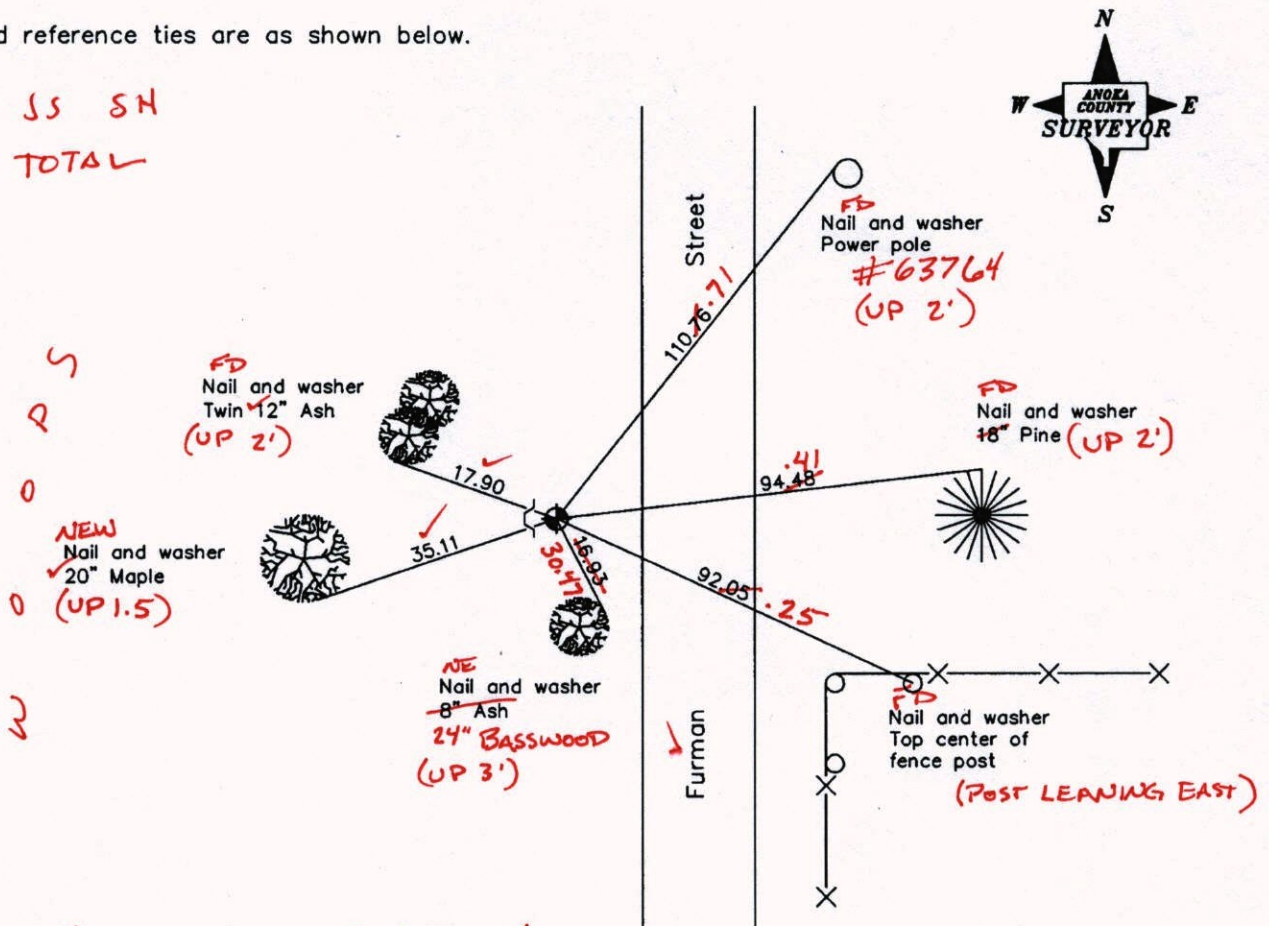 d reference ties are as shown below.
N
W
ANOKA
COUNTY
E
SURVEYOR
S
SS SN
TOTAL
Street
FD
Nail and washer
Power pole
#63764
(UP 2')
110.76 .71
FD
Nail and washer
Twin 12" Ash
(UP 2')
FD
Nail and washer
18" Pine (UP 2')
17.90
.41
94.48
NEW
Nail and washer
20" Maple
(UP 1.5)
35.11
16.93
30.47
92.05 .25
NE
Nail and washer
8" Ash
24" BASSWOOD
(UP 3')
Furman
FD
Nail and washer
Top center of
fence post
(POST LEANING EAST)